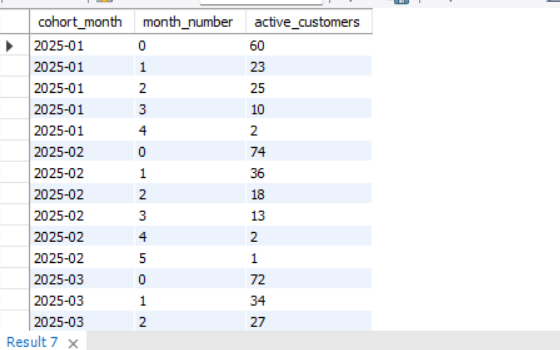 cohort_month month_number active_customers
2025-01 0 60
2025-01 1 23
2025-01 2 25
2025-01 3 10
2025-01 4 2
2025-02 0 74
2025-02 1 36
2025-02 2 18
2025-02 3 13
2025-02 4 2
2025-02 5 1
2025-03 0 72
2025-03 1 34
2025-03 2 27
Result 7